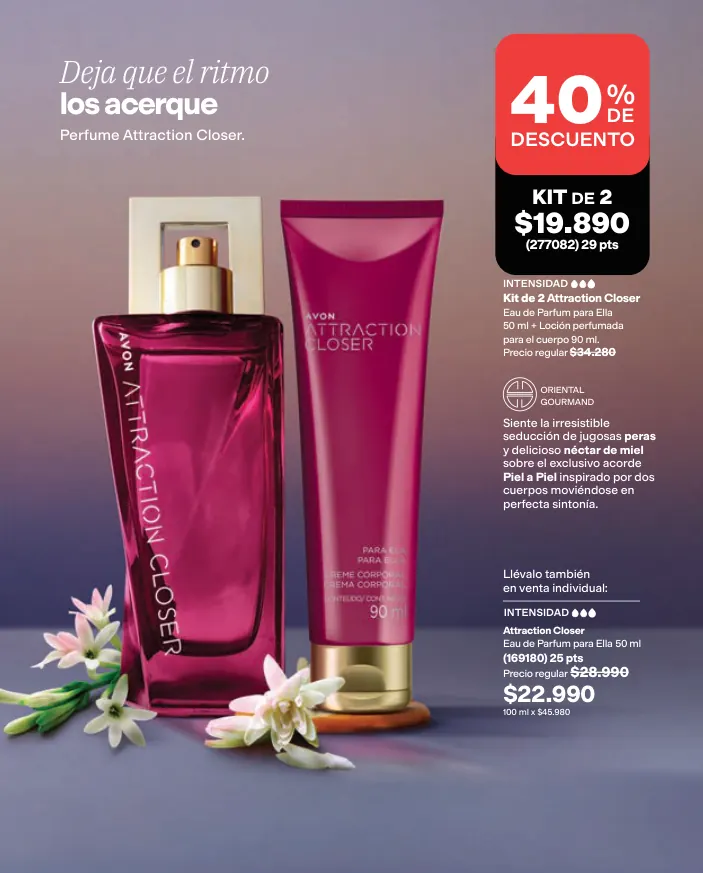 Deja que el ritmo
los acerque
Perfume Attraction Closer.
40% DE
DESCUENTO
KIT DE 2
$19.890
(277082) 29 pts
INTENSIDAD
Kit de 2 Attraction Closer
Eau de Parfum para Ella
50 ml + Loción perfumada
para el cuerpo 90 ml.
Precio regular $34.280
ORIENTAL
GOURMAND
Siente la irresistible
seducción de jugosas peras
y delicioso néctar de miel
sobre el exclusivo acorde
Piel a Piel inspirado por dos
cuerpos moviéndose en
perfecta sintonía.
Llévalo también
en venta individual:
INTENSIDAD
Attraction Closer
Eau de Parfum para Ella 50 ml
(169180) 25 pts
Precio regular $28.990
$22.990
100 ml x $45.980
AVON
ATTRACTION CLOSER
AVON
ATTRACTION
CLOSER
PARA
PARA
CREME CORPORAL
CREMA CORPORAL
90 ml